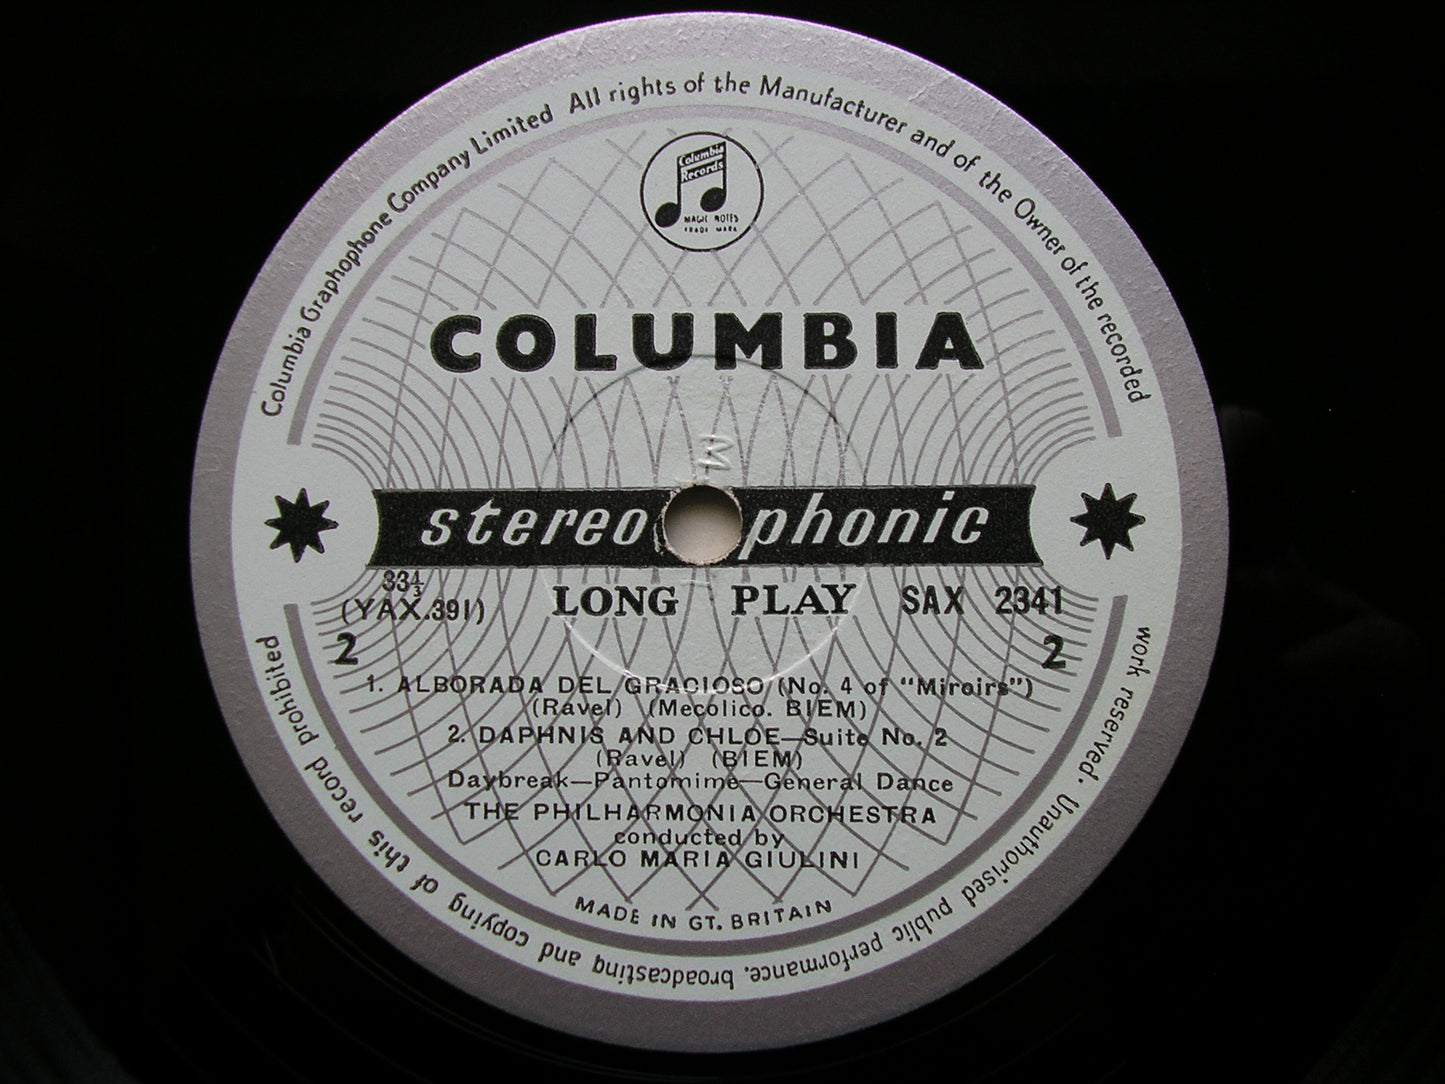 Columbia Graphophone Company Limited All rights of the Manufacturer and of the Owner of the recorded
work reserved. Unauthorised public performance, broadcasting and copying of this record prohibited
Columbia
Records
MAGIC NOTES
TRADE MARK
COLUMBIA
M
stereophonic
33⅓
(YAX.391)
LONG PLAY
SAX 2341
2
2
1. ALBORADA DEL GRACIOSO (No. 4 of "Miroirs")
(Ravel) (Mecolico. BIEM)
2. DAPHNIS AND CHLOE—Suite No. 2
(Ravel) (BIEM)
Daybreak—Pantomime—General Dance
THE PHILHARMONIA ORCHESTRA
conducted by
CARLO MARIA GIULINI
MADE IN GT. BRITAIN